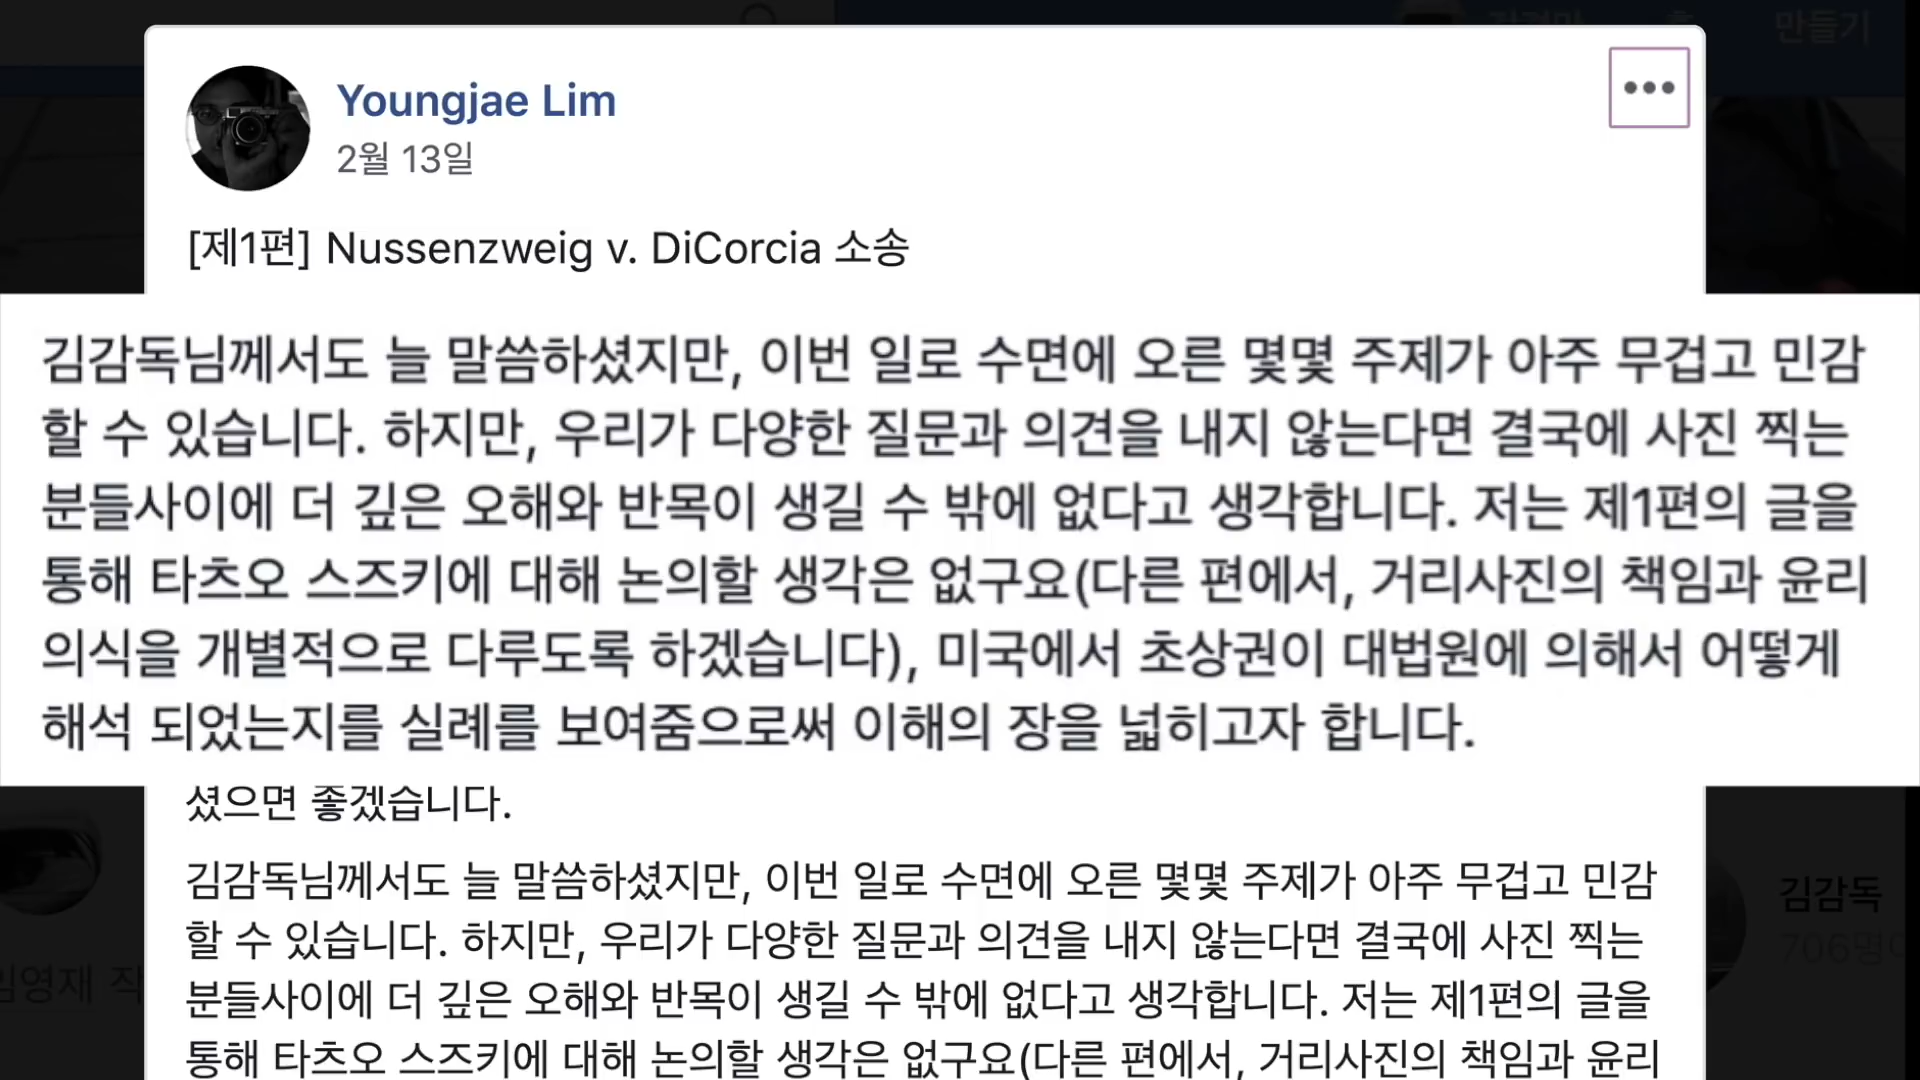 만들기
Youngjae Lim
2월 13일
[제1편] Nussenzweig v. DiCorcia 소송
김감독님께서도 늘 말씀하셨지만, 이번 일로 수면에 오른 몇몇 주제가 아주 무겁고 민감
할 수 있습니다. 하지만, 우리가 다양한 질문과 의견을 내지 않는다면 결국에 사진 찍는
분들사이에 더 깊은 오해와 반목이 생길 수 밖에 없다고 생각합니다. 저는 제1편의 글을
통해 타츠오 스즈키에 대해 논의할 생각은 없구요(다른 편에서, 거리사진의 책임과 윤리
의식을 개별적으로 다루도록 하겠습니다), 미국에서 초상권이 대법원에 의해서 어떻게
해석 되었는지를 실례를 보여줌으로써 이해의 장을 넓히고자 합니다.
셨으면 좋겠습니다.
김감독님께서도 늘 말씀하셨지만, 이번 일로 수면에 오른 몇몇 주제가 아주 무겁고 민감
할 수 있습니다. 하지만, 우리가 다양한 질문과 의견을 내지 않는다면 결국에 사진 찍는
분들사이에 더 깊은 오해와 반목이 생길 수 밖에 없다고 생각합니다. 저는 제1편의 글을
통해 타츠오 스즈키에 대해 논의할 생각은 없구요(다른 편에서, 거리사진의 책임과 윤리
김감독
706명
임영재 작